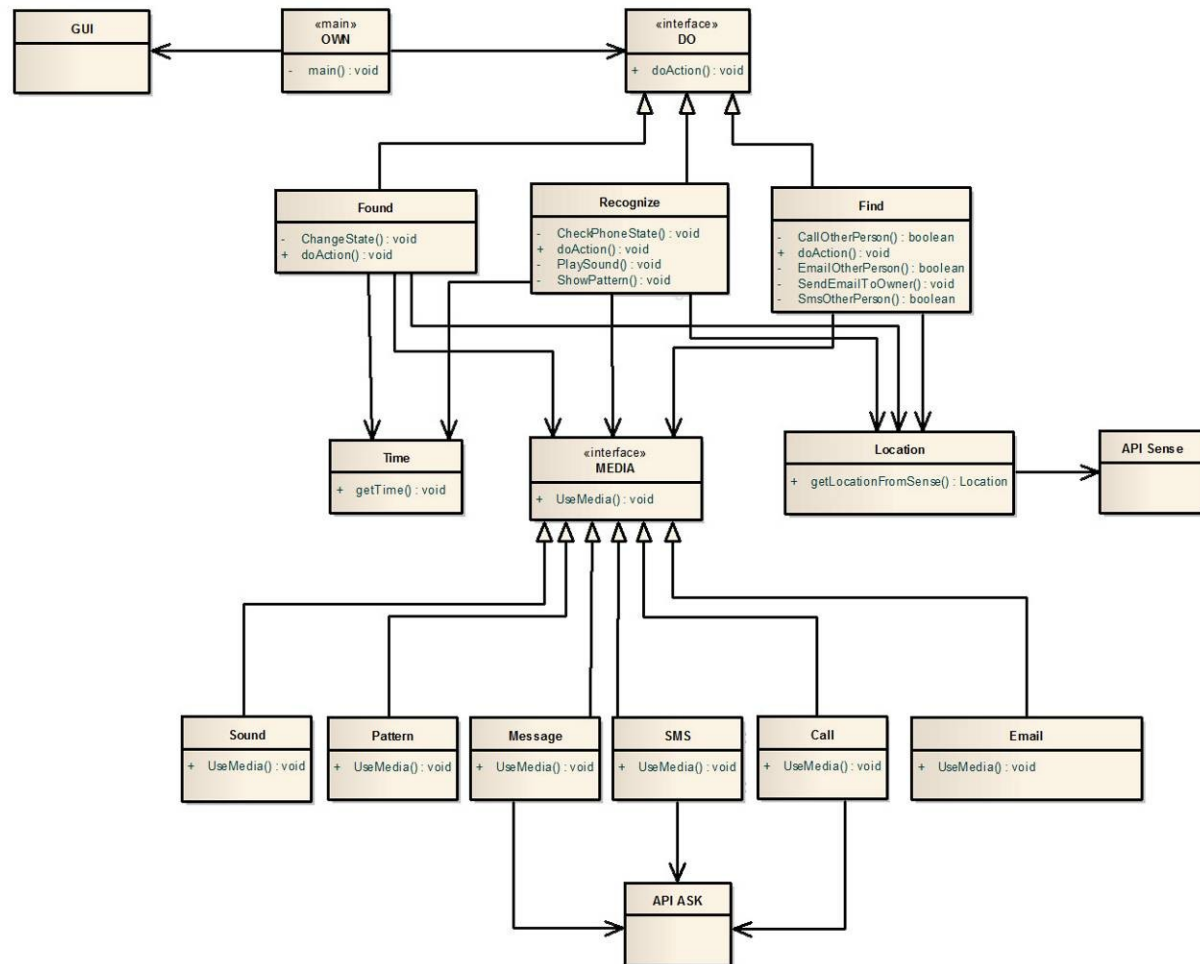 GUI
«main»
OWN
- main() : void
«interface»
DO
+ doAction() : void
Found
- ChangeState() : void
+ doAction() : void
Recognize
- CheckPhoneState() : void
+ doAction() : void
- PlaySound() : void
- ShowPattern() : void
Find
- CallOtherPerson() : boolean
+ doAction() : void
- EmailOtherPerson() : boolean
- SendEmailToOwner() : void
- SmsOtherPerson() : boolean
Time
+ getTime() : void
«interface»
MEDIA
+ UseMedia() : void
Location
+ getLocationFromSense() : Location
API Sense
Sound
+ UseMedia() : void
Pattern
+ UseMedia() : void
Message
+ UseMedia() : void
SMS
+ UseMedia() : void
Call
+ UseMedia() : void
Email
+ UseMedia() : void
API ASK